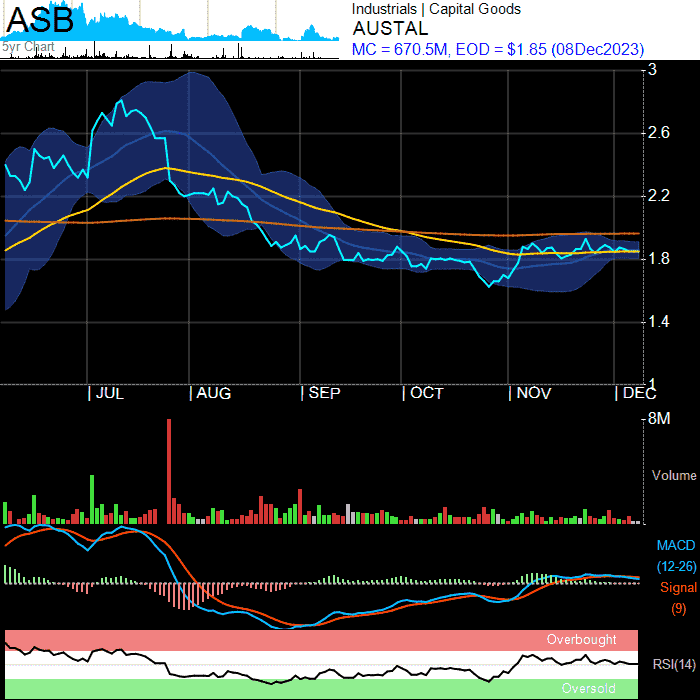 ASB
5yr Chart
Industrials | Capital Goods
AUSTAL
MC = 670.5M, EOD = $1.85 (08Dec2023)
3
2.6
2.2
1.8
1.4
1
| JUL | AUG | SEP | OCT | NOV | DEC
8M
Volume
MACD
(12-26)
Signal
(9)
Overbought
RSI(14)
Oversold